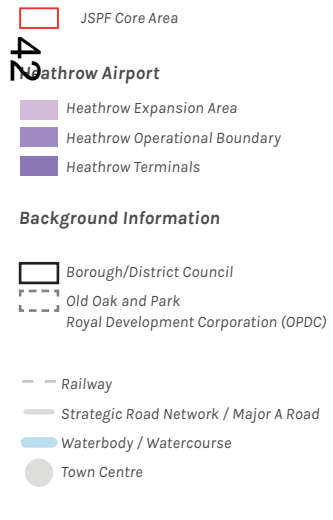 JSPF Core Area
42
Heathrow Airport
Heathrow Expansion Area
Heathrow Operational Boundary
Heathrow Terminals
Background Information
Borough/District Council
Old Oak and Park
Royal Development Corporation (OPDC)
Railway
Strategic Road Network / Major A Road
Waterbody / Watercourse
Town Centre